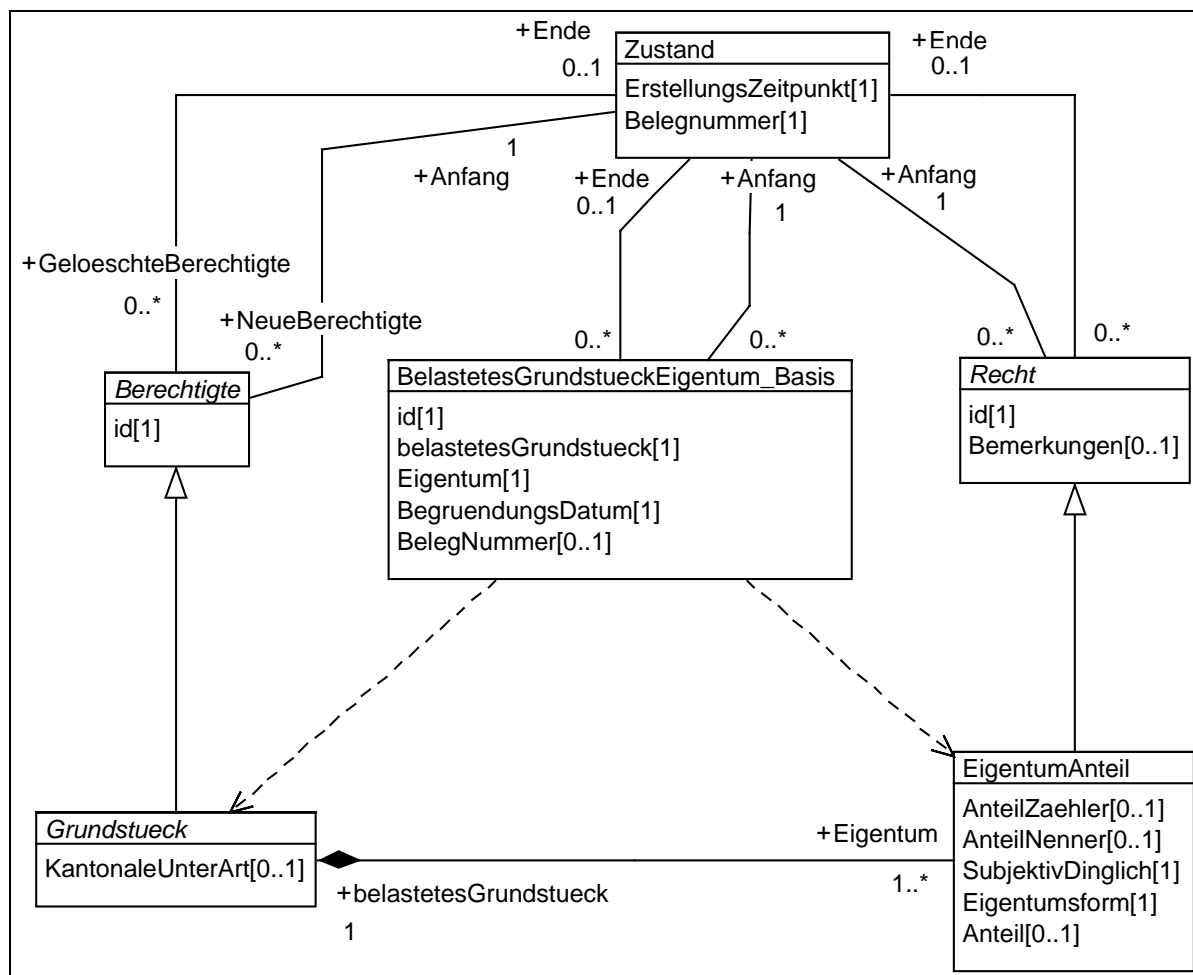 +Ende
0..1
Zustand
ErstellungsZeitpunkt[1]
Belegnummer[1]
+Ende
0..1
1
+Anfang
+Ende
0..1
+Anfang
1
+Anfang
1
+GeloeschteBerechtigte
0..*
+NeueBerechtigte
0..*
0..*
0..*
0..*
0..*
Berechtigte
id[1]
BelastetesGrundstueckEigentum_Basis
id[1]
belastetesGrundstueck[1]
Eigentum[1]
BegruendungsDatum[1]
BelegNummer[0..1]
Recht
id[1]
Bemerkungen[0..1]
Grundstueck
KantonaleUnterArt[0..1]
+belastetesGrundstueck
1
+Eigentum
1..*
EigentumAnteil
AnteilZaehler[0..1]
AnteilNenner[0..1]
SubjektivDinglich[1]
Eigentumsform[1]
Anteil[0..1]